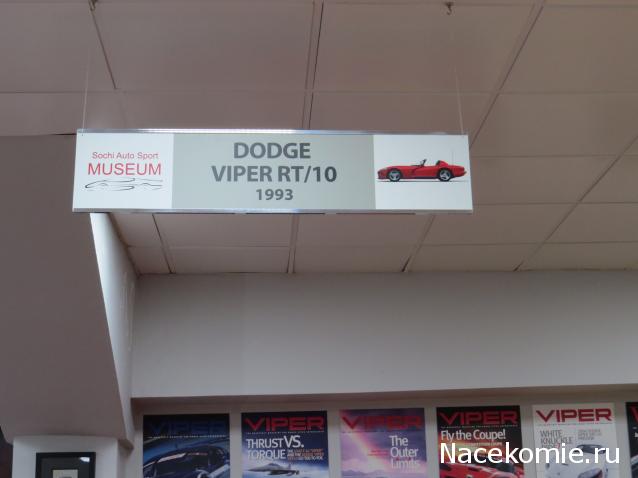 Sochi Auto Sport
MUSEUM
DODGE
VIPER RT/10
1993
VIPER
VIPER
THRUST VS.
TORQUE
VIPER
The
Outer
Limits
VIPER
Fly the Coupe!
VIPER
WHITE
KNUCKLE
Nacekomie.ru